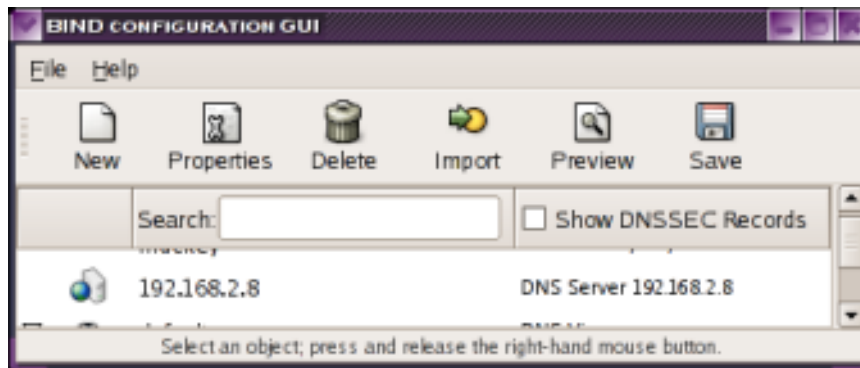 BIND CONFIGURATION GUI
File Help
New Properties Delete Import Preview Save
Search: Show DNSSEC Records
192.168.2.8 DNS Server 192.168.2.8
Select an object; press and release the right-hand mouse button.